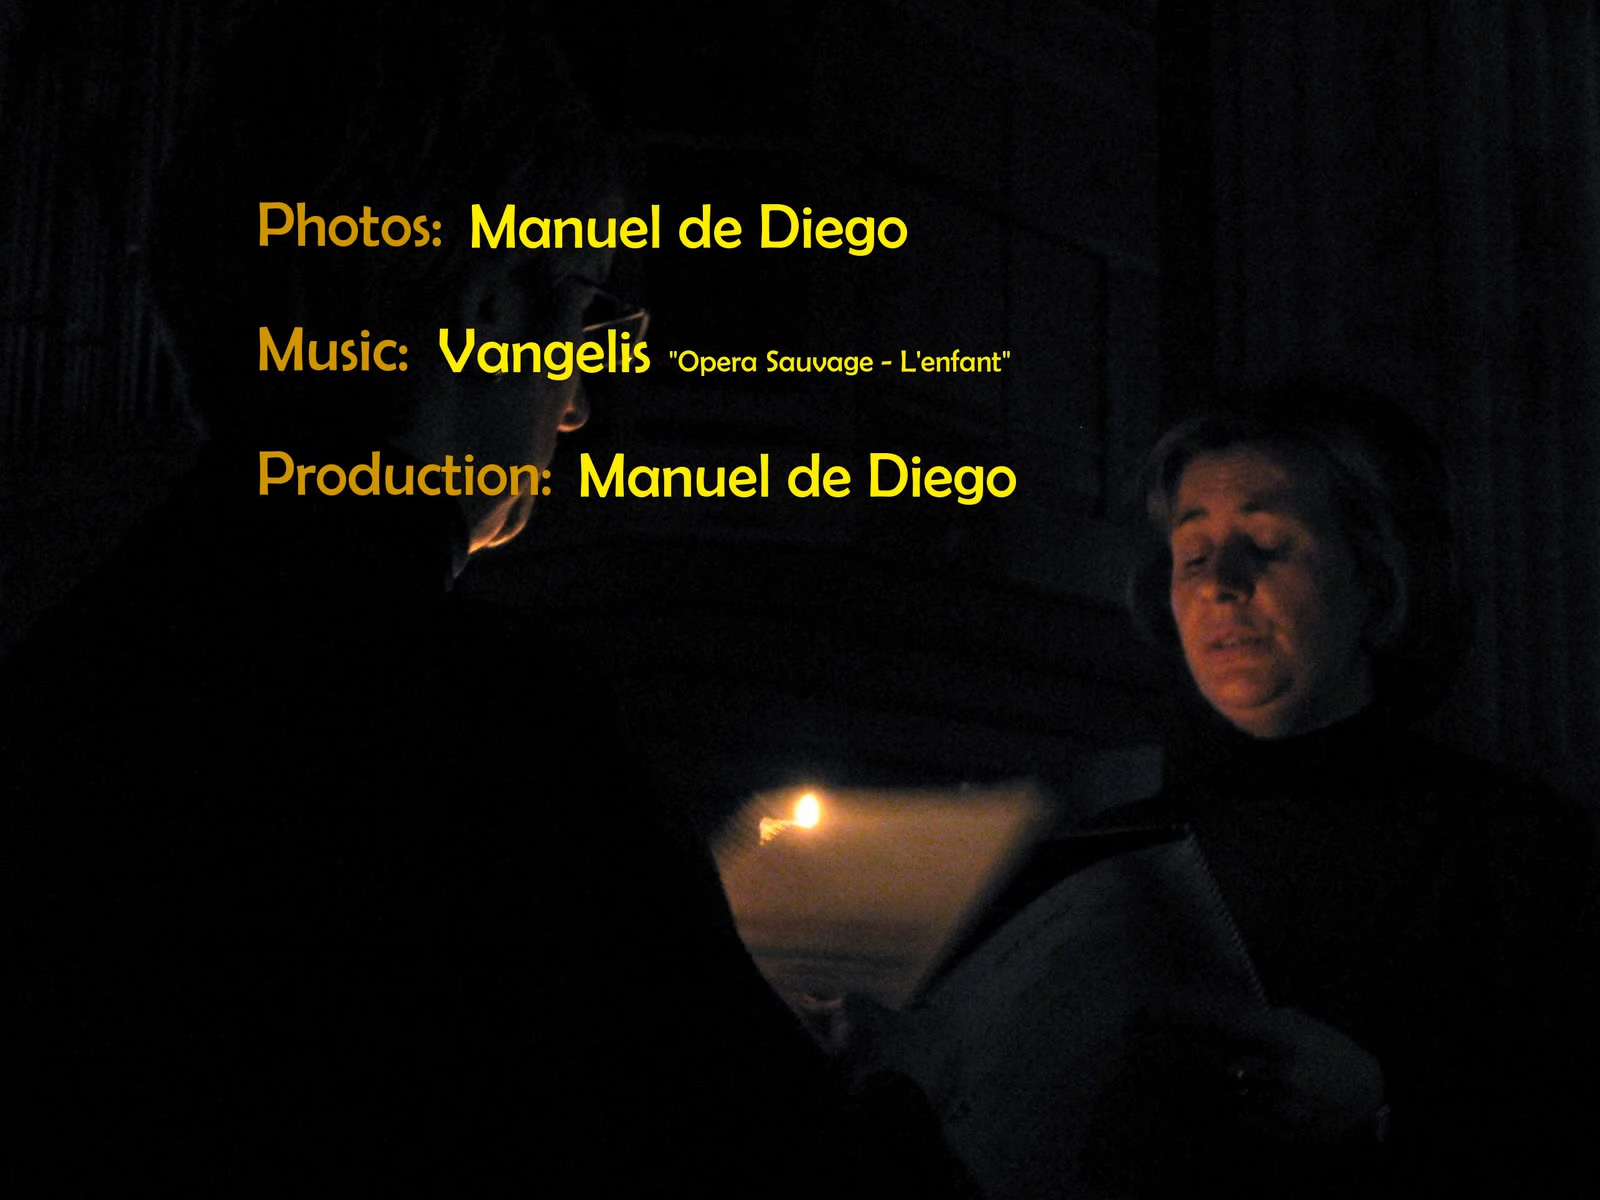 Photos: Manuel de Diego
Music: Vangelis "Opera Sauvage - L'enfant"
Production: Manuel de Diego